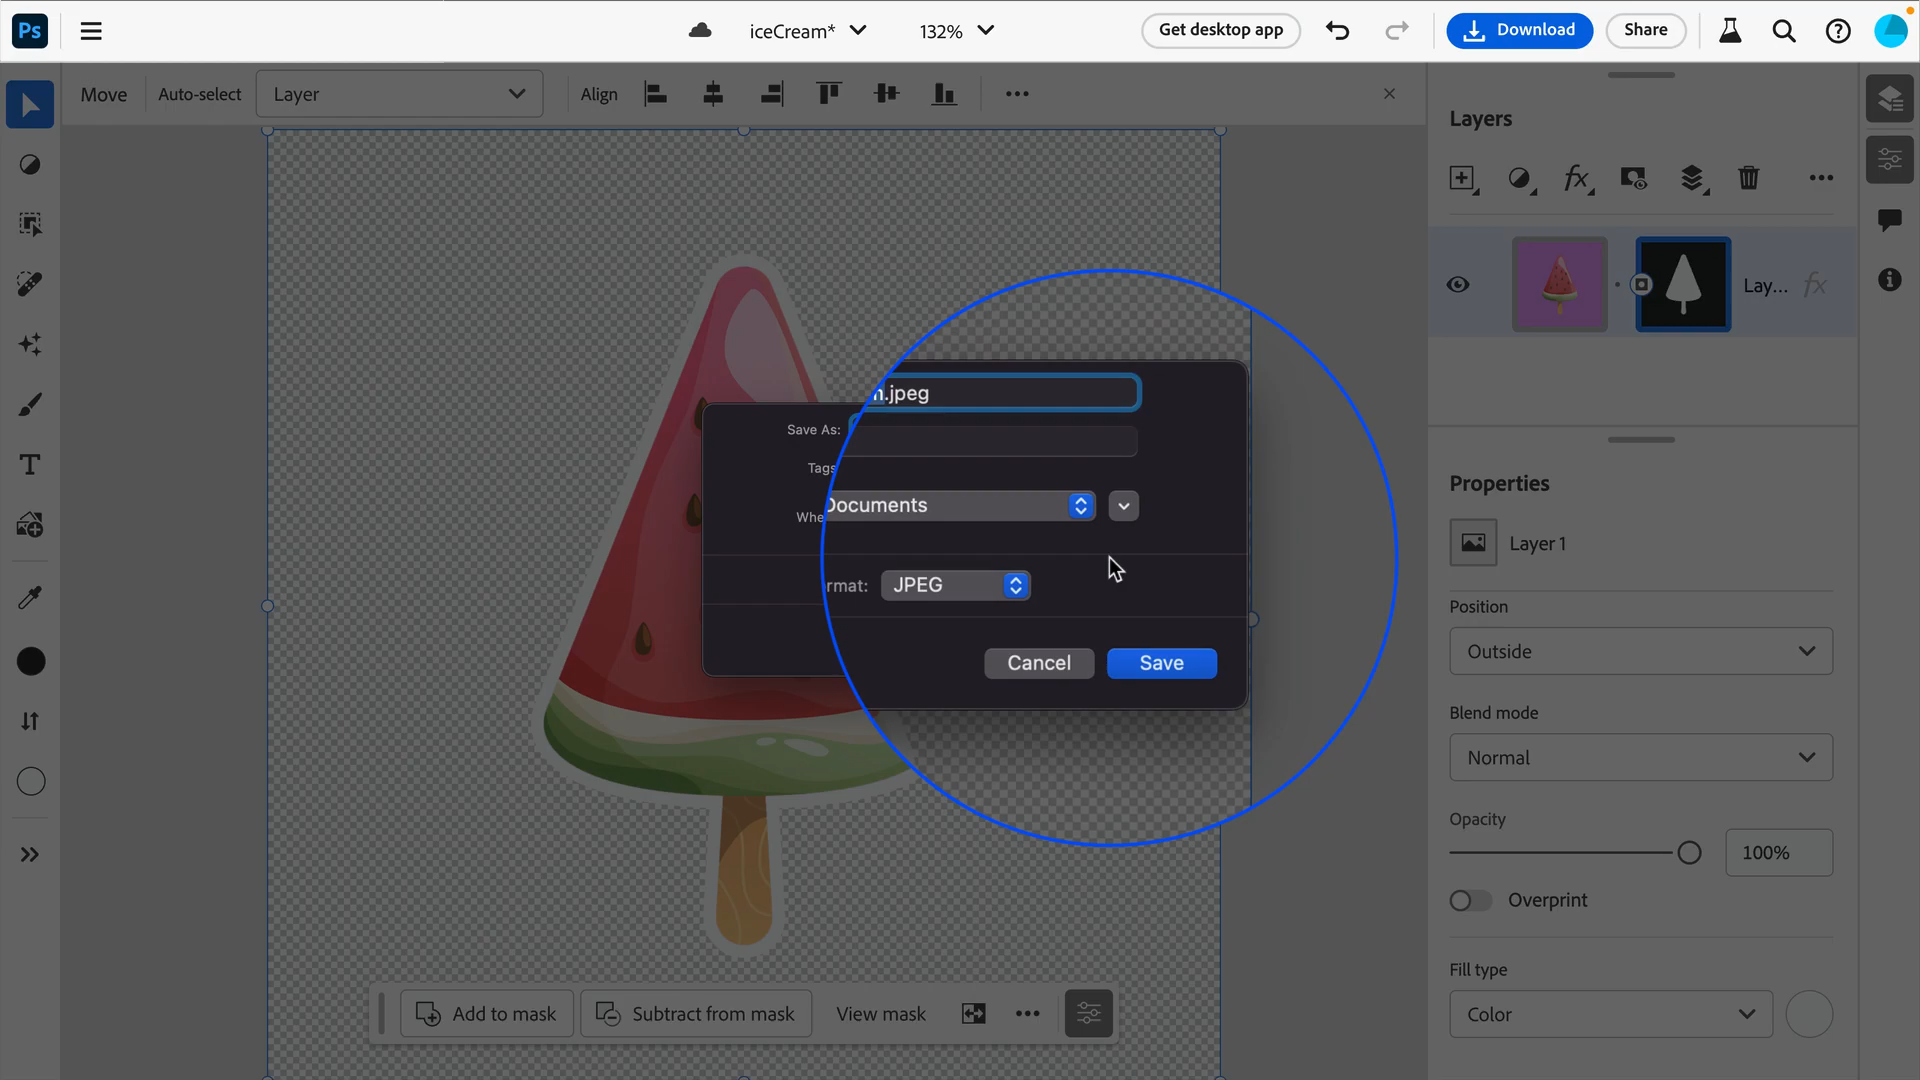 Ps
iceCream*
132%
Get desktop app
Download
Share
Move
Auto-select
Layer
Align
Layers
fx
Lay...
fx
m.jpeg
Save As:
Tags
Documents
JPEG
Cancel
Save
Properties
Layer 1
Position
Outside
Blend mode
Normal
Opacity
100%
Overprint
Fill type
Color
Add to mask
Subtract from mask
View mask